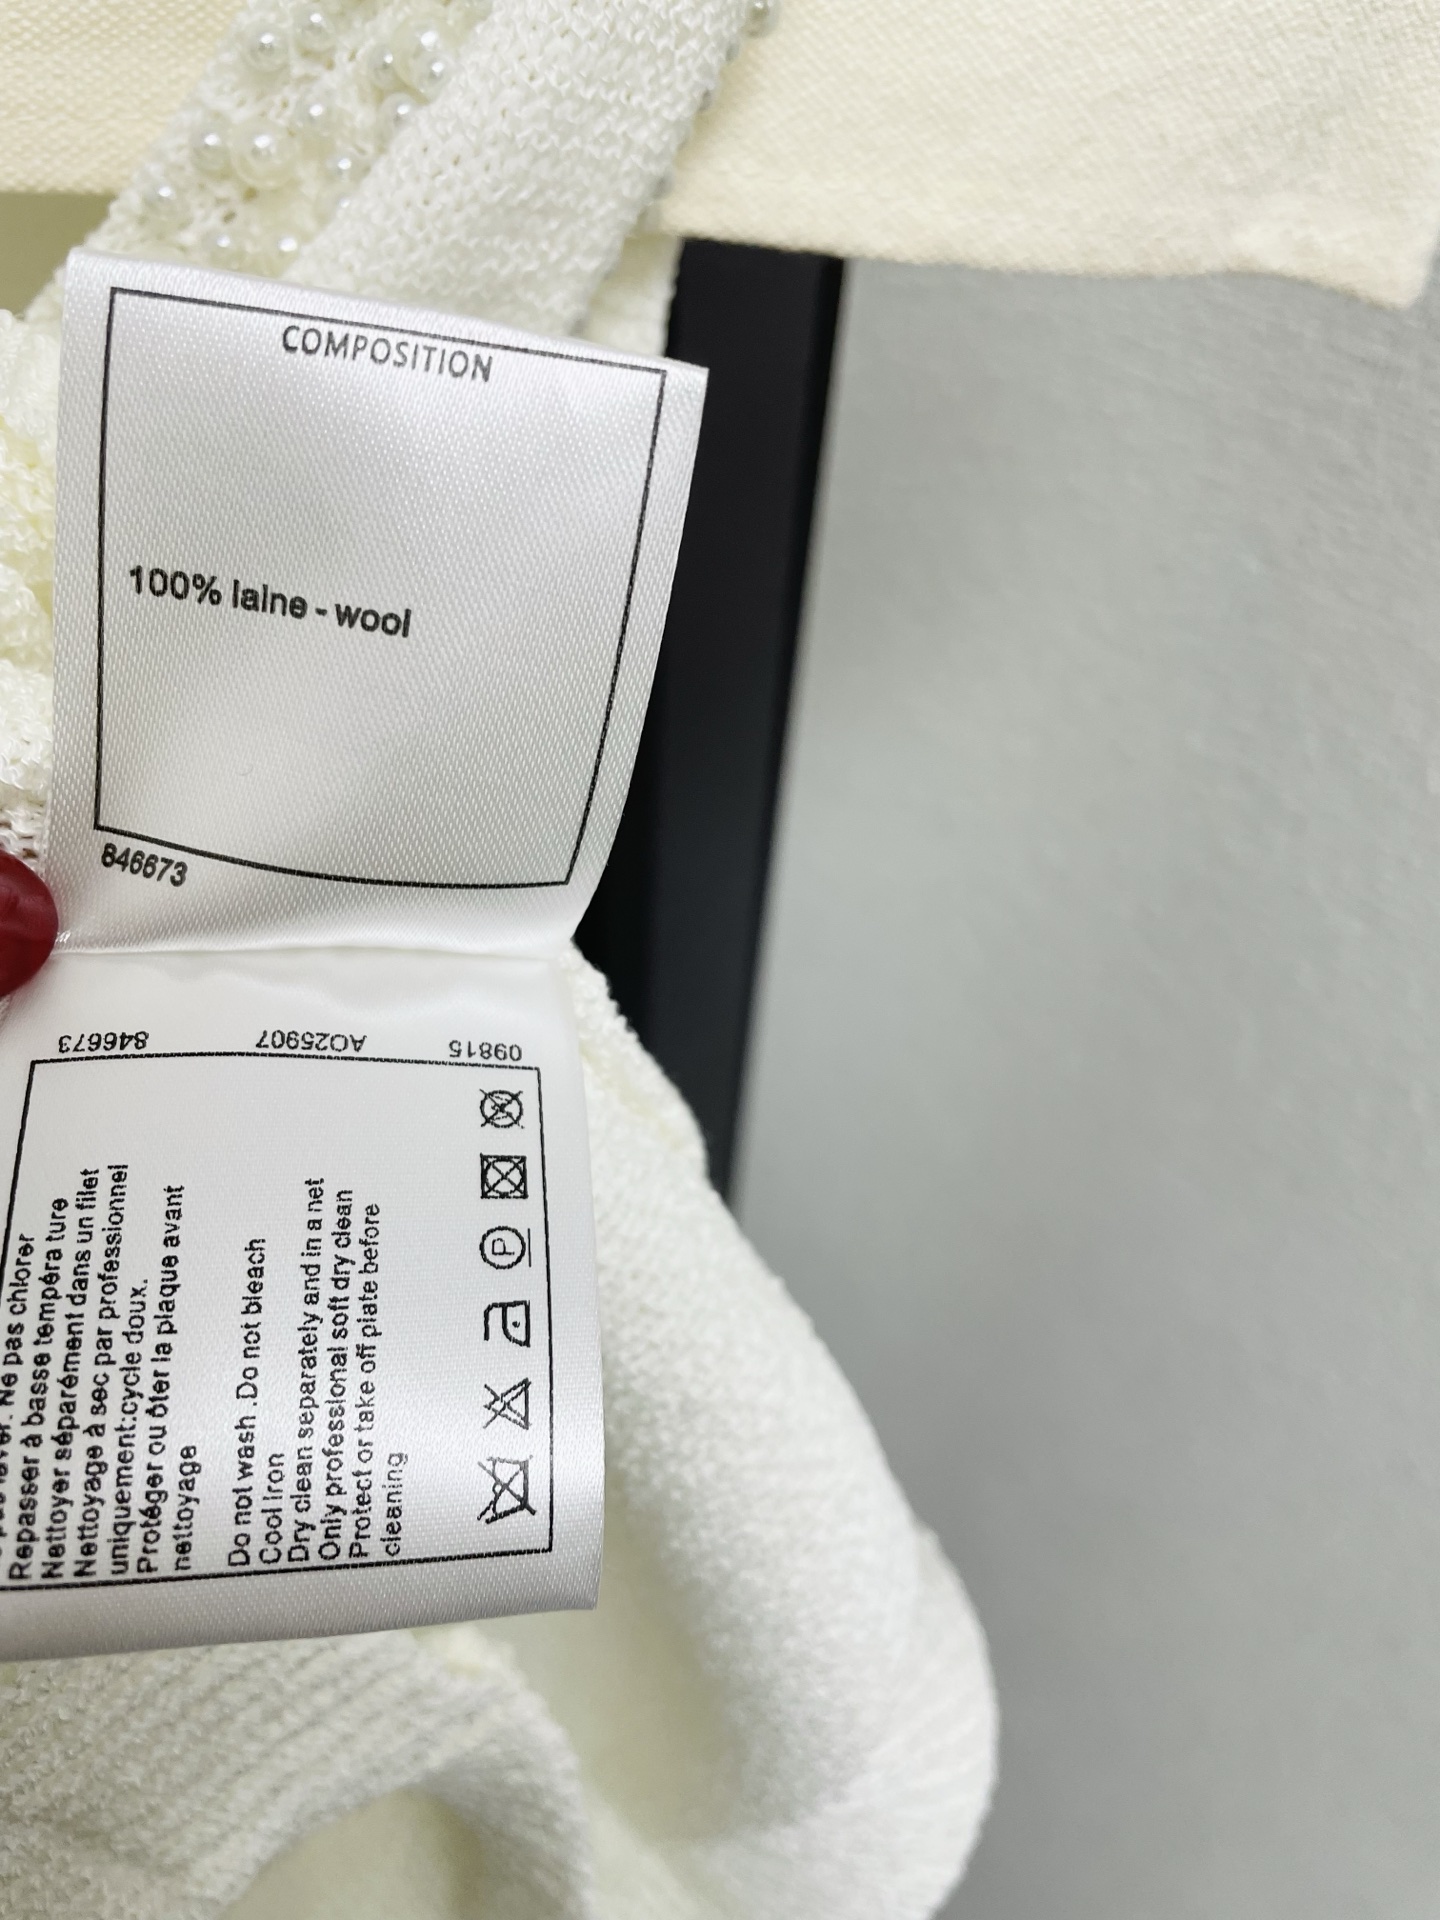 COMPOSITION
100% laine - wool
846673
846673 AO25907 09815
Ne pas chlorer
Repasser à basse tempéra ture
Nettoyer séparément dans un filet
Nettoyage à sec par professionnel
uniquement:cycle doux.
Protéger ou ôter la plaque avant
nettoyage
Do not wash .Do not bleach
Cool Iron
Dry clean separately and in a net
Only professional soft dry clean
Protect or take off plate before
cleaning
P
W